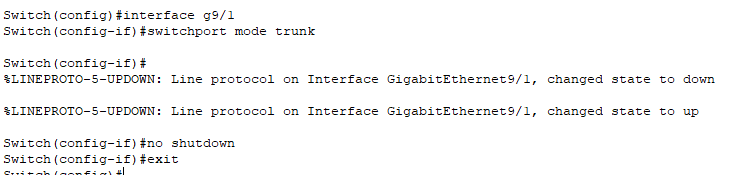 Switch(config)#interface g9/1
Switch(config-if)#switchport mode trunk
Switch(config-if)#
%LINEPROTO-5-UPDOWN: Line protocol on Interface GigabitEthernet9/1, changed state to down
%LINEPROTO-5-UPDOWN: Line protocol on Interface GigabitEthernet9/1, changed state to up
Switch(config-if)#no shutdown
Switch(config-if)#exit
Switch(config)#